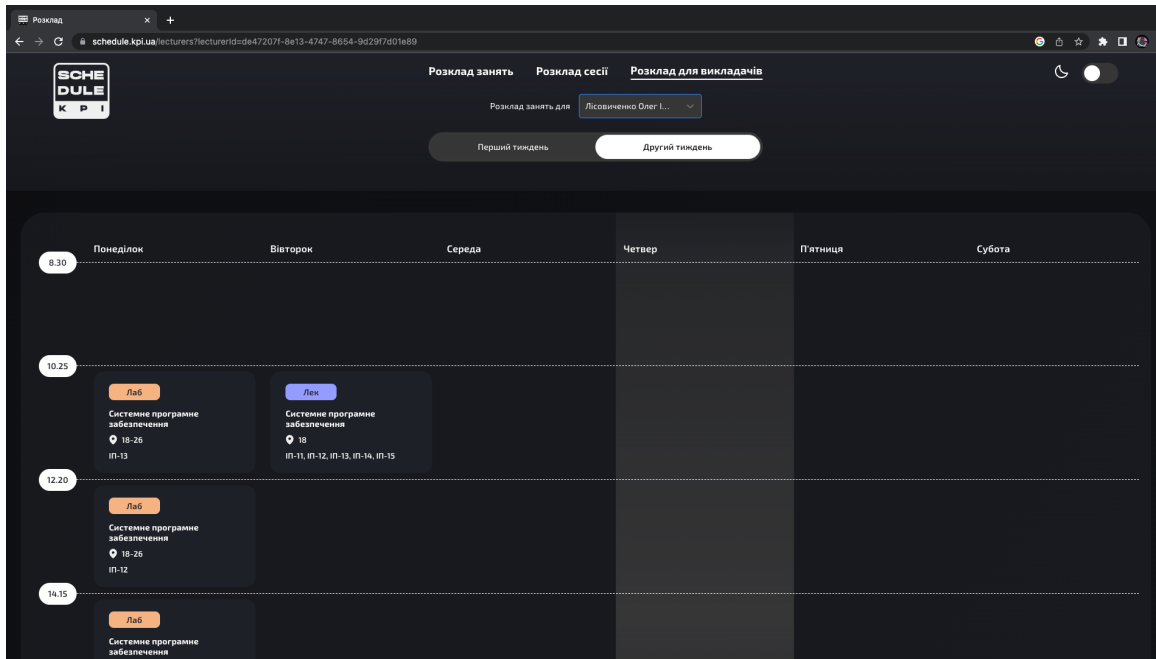 Розклад
schedule.kpi.ua/lecturers?lecturerId=de47207f-8e13-4747-8654-9d29f7d01e89
SCHE
DULE
KPI
Розклад занять Розклад сесії Розклад для викладачів
Розклад занять для Лісовиченко Олег І...
Перший тиждень Другий тиждень
Понеділок Вівторок Середа Четвер П'ятниця Субота
8.30
10.25
Лаб
Системне програмне
забезпечення
18-26
ІП-13
Лек
Системне програмне
забезпечення
18
ІП-11, ІП-12, ІП-13, ІП-14, ІП-15
12.20
Лаб
Системне програмне
забезпечення
18-26
ІП-12
14.15
Лаб
Системне програмне
забезпечення